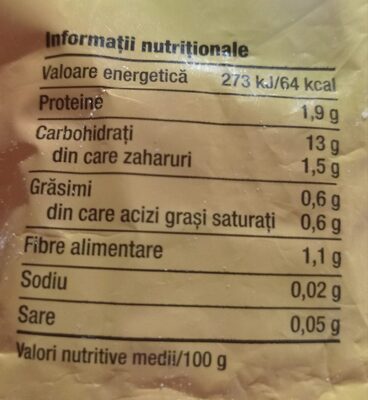 Informații nutriționale
Valoare energetică 273 kJ/64 kcal
Proteine 1,9 g
Carbohidrați 13 g
din care zaharuri 1,5 g
Grăsimi 0,6 g
din care acizi grași saturați 0,6 g
Fibre alimentare 1,1 g
Sodiu 0,02 g
Sare 0,05 g
Valori nutritive medii/100 g